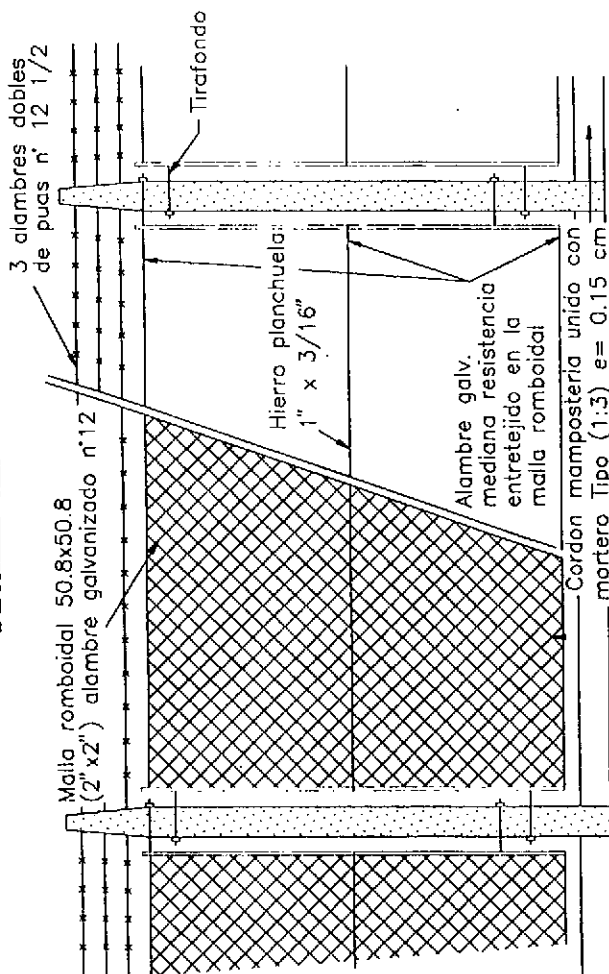 3 alambres dobles
de puas n° 12 1/2
Tirafondo
Malla romboidal 50.8x50.8
(2"x2") alambre galvanizado n°12
Hierro planchuela
1" x 3/16"
Alambre galv.
mediana resistencia
entretejido en la
malla romboidal
Cordon mamposteria unido con
mortero Tipo (1:3) e= 0.15 cm